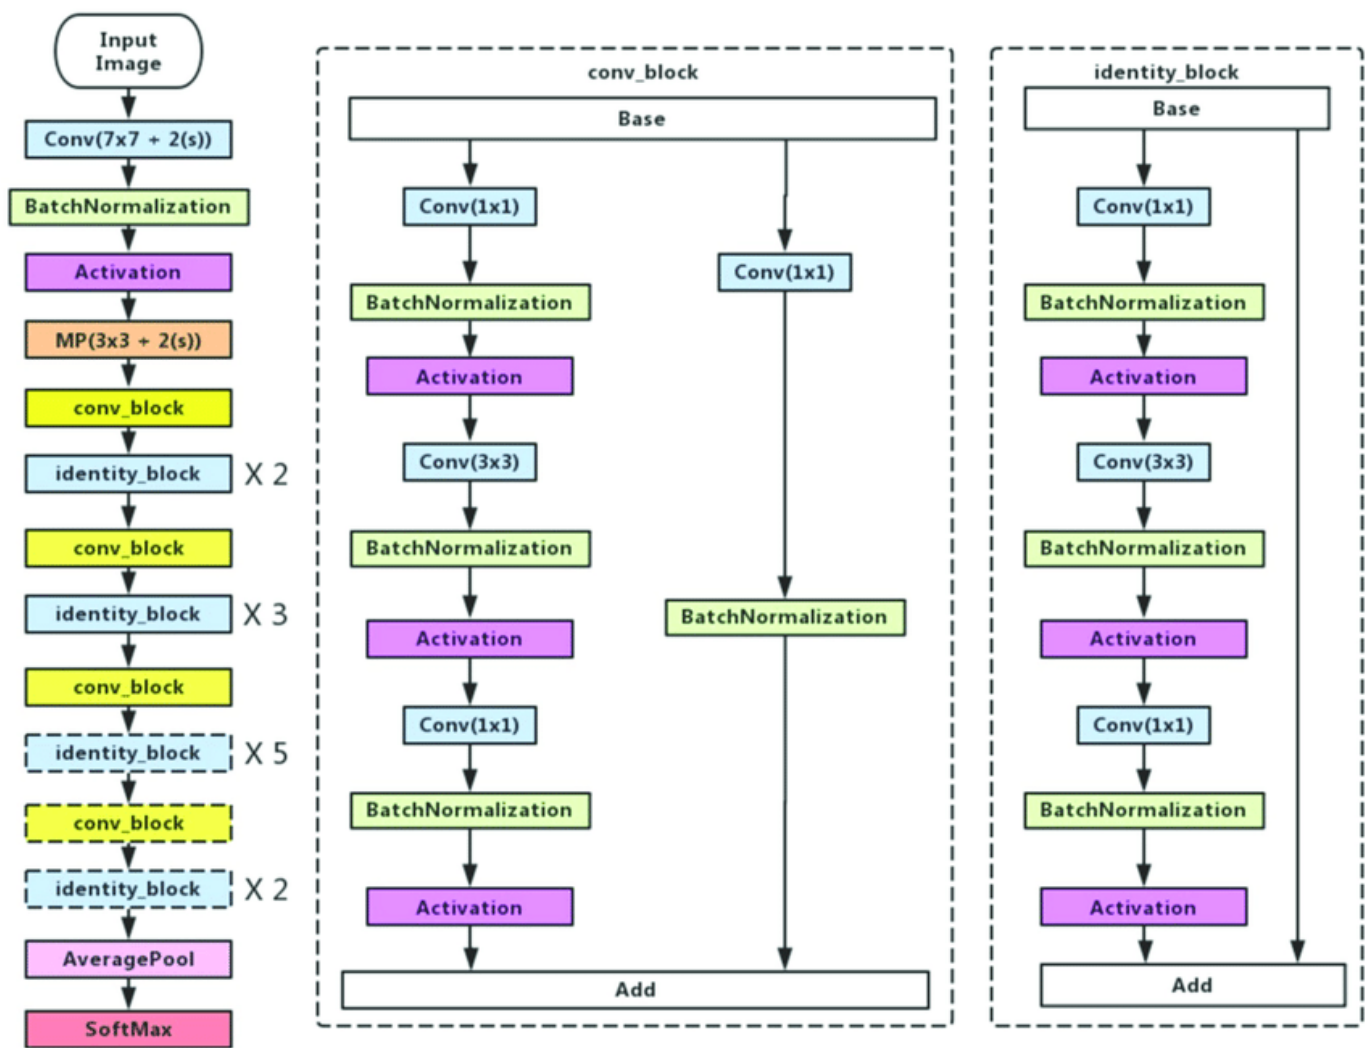 Input
Image
Conv(7x7 + 2(s))
BatchNormalization
Activation
MP(3x3 + 2(s))
conv_block
identity_block X 2
conv_block
identity_block X 3
conv_block
identity_block X 5
conv_block
identity_block X 2
AveragePool
SoftMax
conv_block
Base
Conv(1x1)
BatchNormalization
Activation
Conv(3x3)
BatchNormalization
Activation
Conv(1x1)
BatchNormalization
Activation
Conv(1x1)
BatchNormalization
Add
identity_block
Base
Conv(1x1)
BatchNormalization
Activation
Conv(3x3)
BatchNormalization
Activation
Conv(1x1)
BatchNormalization
Activation
Add